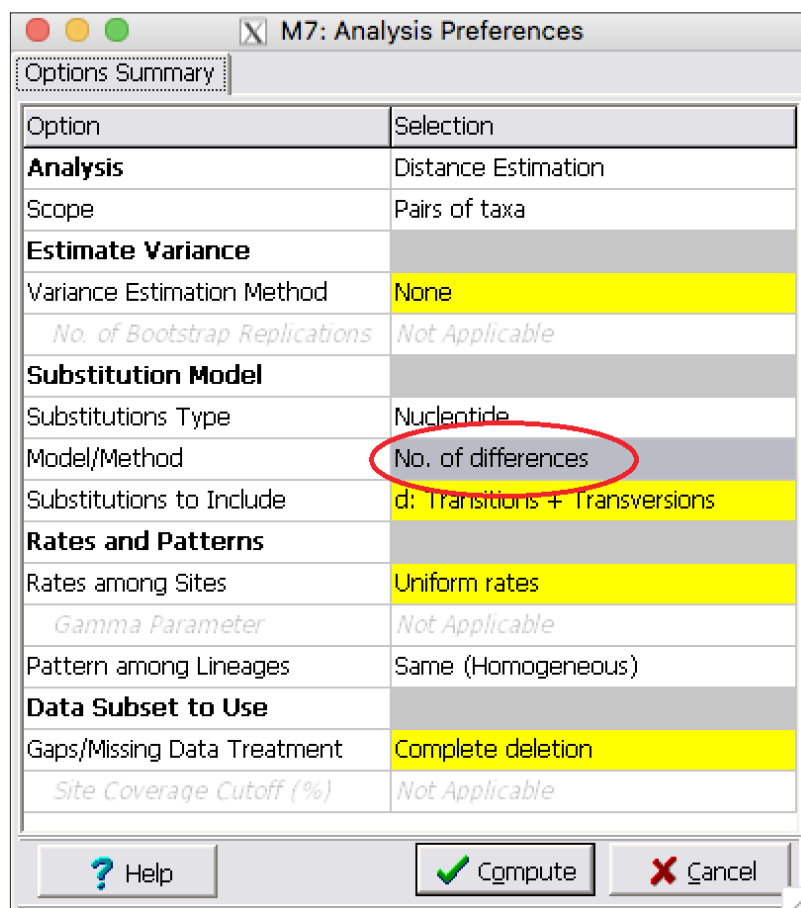 M7: Analysis Preferences
Options Summary
Option Selection
Analysis Distance Estimation
Scope Pairs of taxa
Estimate Variance
Variance Estimation Method None
No. of Bootstrap Replications Not Applicable
Substitution Model
Substitutions Type Nucleotide
Model/Method No. of differences
Substitutions to Include d: Transitions + Transversions
Rates and Patterns
Rates among Sites Uniform rates
Gamma Parameter Not Applicable
Pattern among Lineages Same (Homogeneous)
Data Subset to Use
Gaps/Missing Data Treatment Complete deletion
Site Coverage Cutoff (%) Not Applicable
? Help Compute Cancel